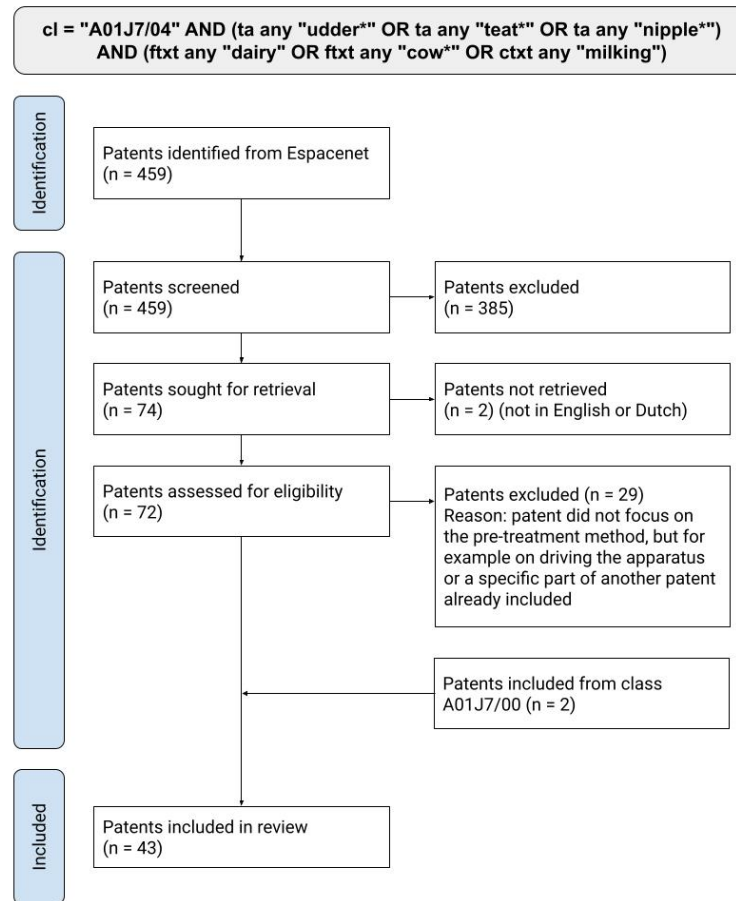 cl = "A01J7/04" AND (ta any "udder*" OR ta any "teat*" OR ta any "nipple*")
AND (ftxt any "dairy" OR ftxt any "cow*" OR ctxt any "milking")
Identification
Patents identified from Espacenet
(n = 459)
Identification
Patents screened
(n = 459)
Patents excluded
(n = 385)
Patents sought for retrieval
(n = 74)
Patents not retrieved
(n = 2) (not in English or Dutch)
Patents assessed for eligibility
(n = 72)
Patents excluded (n = 29)
Reason: patent did not focus on
the pre-treatment method, but for
example on driving the apparatus
or a specific part of another patent
already included
Patents included from class
A01J7/00 (n = 2)
Included
Patents included in review
(n = 43)